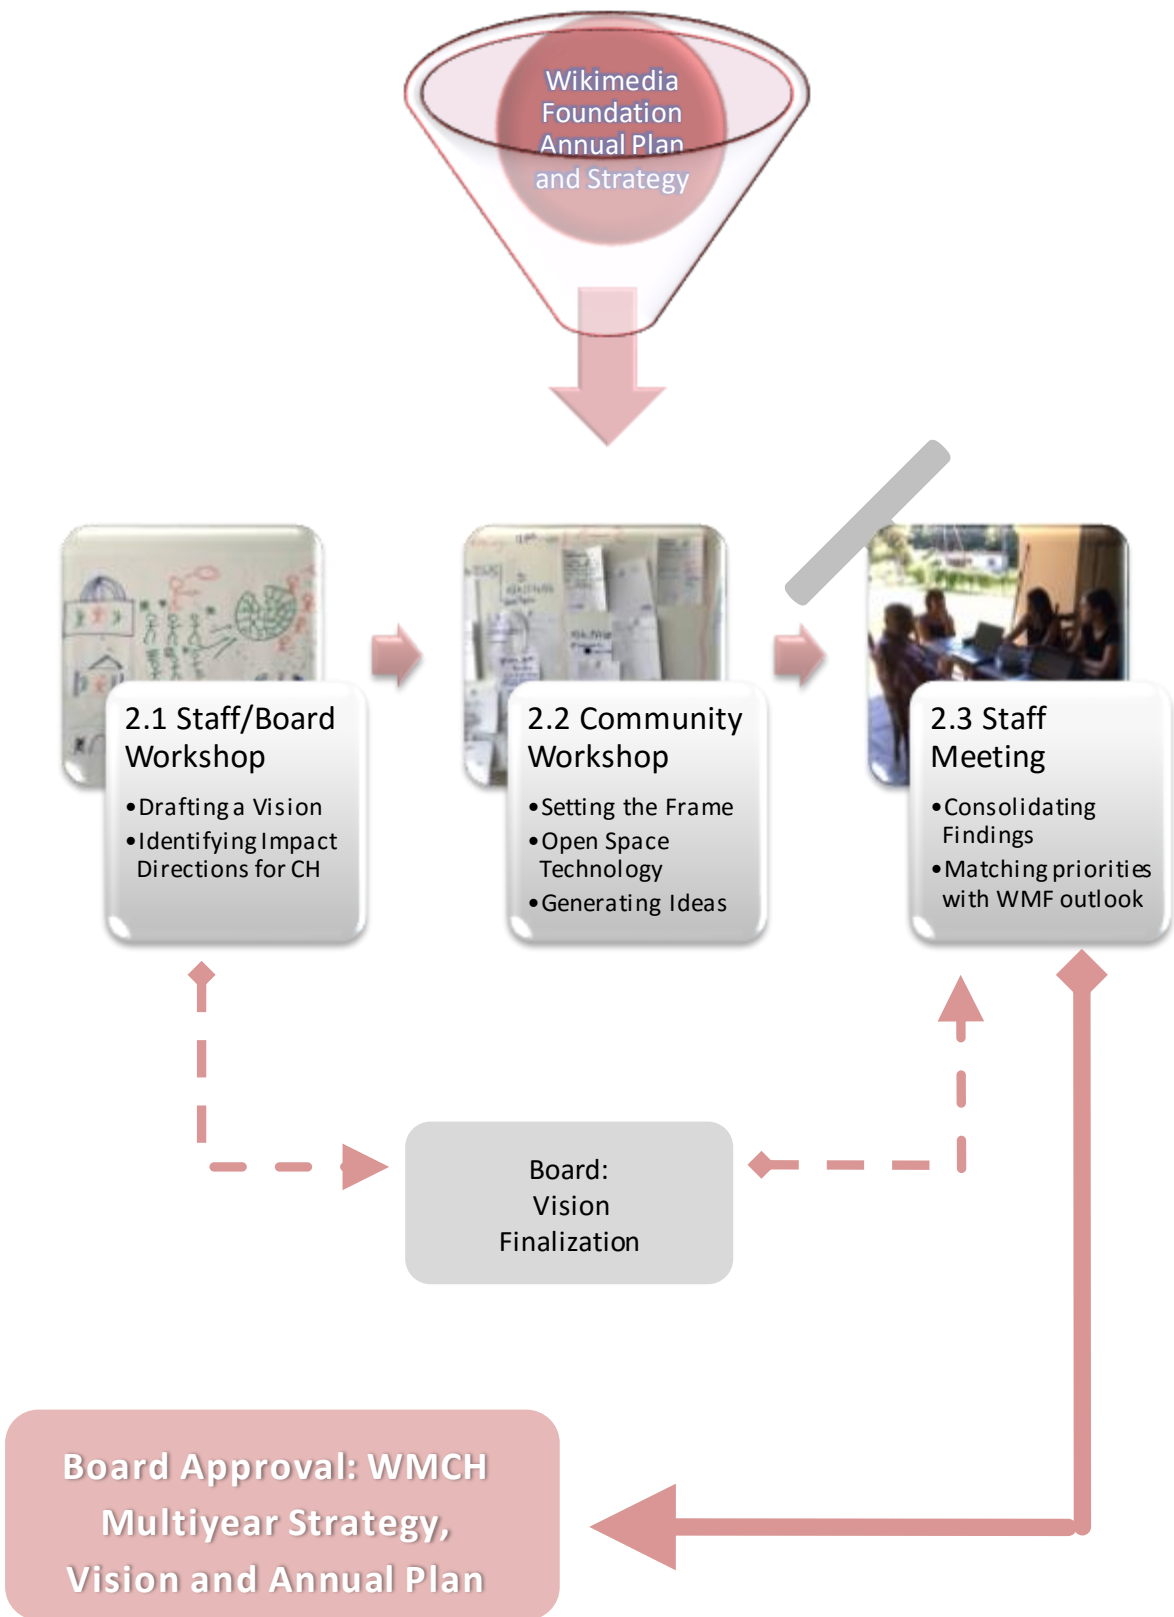 Wikimedia
Foundation
Annual Plan
and Strategy
2.1 Staff/Board
Workshop
•Drafting a Vision
•Identifying Impact
Directions for CH
2.2 Community
Workshop
•Setting the Frame
•Open Space
Technology
•Generating Ideas
2.3 Staff
Meeting
•Consolidating
Findings
•Matching priorities
with WMF outlook
Board:
Vision
Finalization
Board Approval: WMCH
Multiyear Strategy,
Vision and Annual Plan